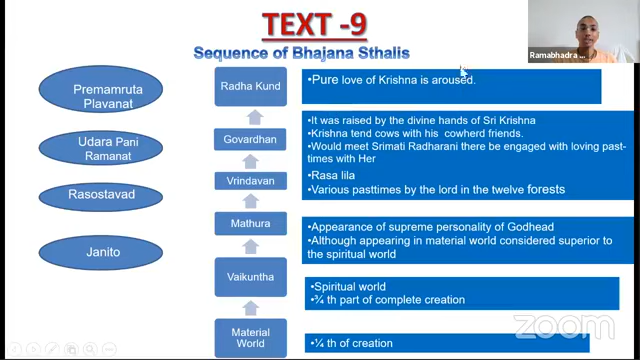 TEXT -9
Sequence of Bhajana Sthalis
Premamruta
Plavanat
Udara Pani
Ramanat
Rasostavad
Janito
Radha Kund
Govardhan
Vrindavan
Mathura
Vaikuntha
Material
World
•Pure love of Krishna is aroused.
•It was raised by the divine hands of Sri Krishna
•Krishna tend cows with his cowherd friends.
•Would meet Srimati Radharani there be engaged with loving past-
times with Her
•Rasa lila
•Various pasttimes by the lord in the twelve forests
•Appearance of supreme personality of Godhead
•Although appearing in material world considered superior to
the spiritual world
•Spiritual world
•¾ th part of complete creation
•¼ th of creation
zoom